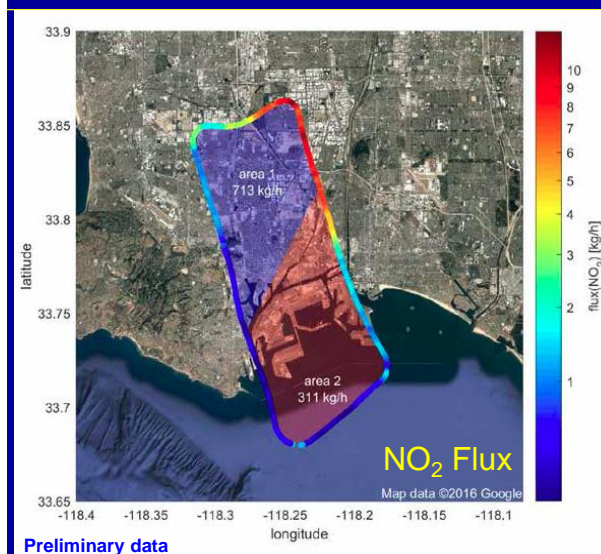 33.9
33.85
33.8
33.75
33.7
33.65
latitude
area 1
713 kg/h
area 2
311 kg/h
NO₂ Flux
Map data ©2016 Google
-118.4
-118.35
-118.3
-118.25
-118.2
-118.15
-118.1
longitude
10
9
8
7
6
5
4
3
2
1
flux(NO₂) [kg/h]
Preliminary data